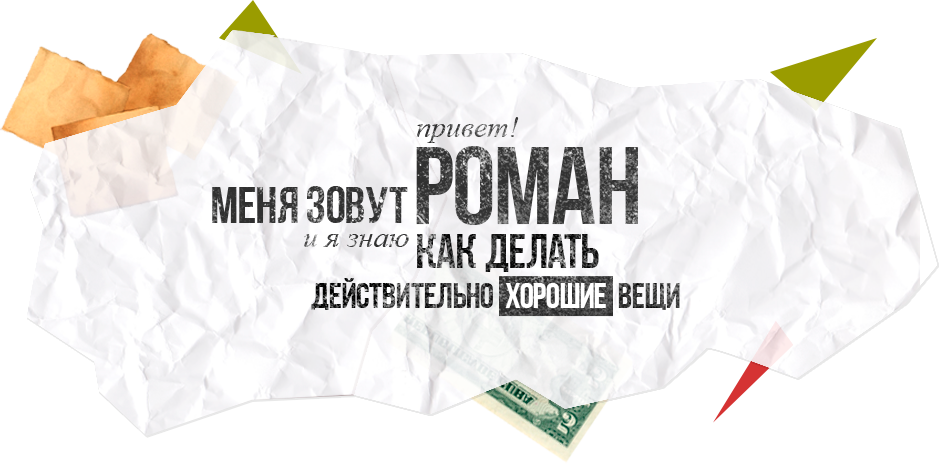 привет!
МЕНЯ ЗОВУТ РОМАН
и я знаю КАК ДЕЛАТЬ
ДЕЙСТВИТЕЛЬНО ХОРОШИЕ ВЕЩИ